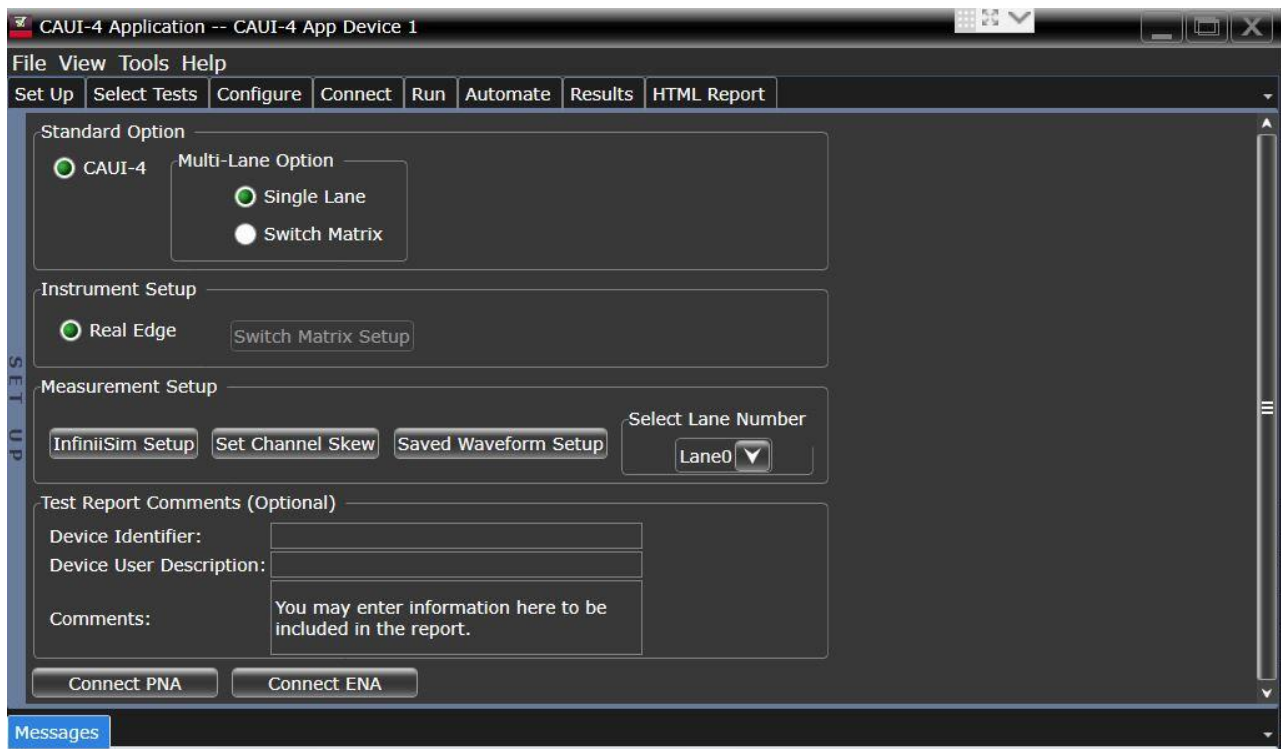 CAUI-4 Application -- CAUI-4 App Device 1
File View Tools Help
Set Up Select Tests Configure Connect Run Automate Results HTML Report
Standard Option
CAUI-4
Multi-Lane Option
Single Lane
Switch Matrix
Instrument Setup
Real Edge
Switch Matrix Setup
SET UP
Measurement Setup
InfiniiSim Setup Set Channel Skew Saved Waveform Setup
Select Lane Number
Lane0
Test Report Comments (Optional)
Device Identifier:
Device User Description:
Comments:
You may enter information here to be
included in the report.
Connect PNA Connect ENA
Messages